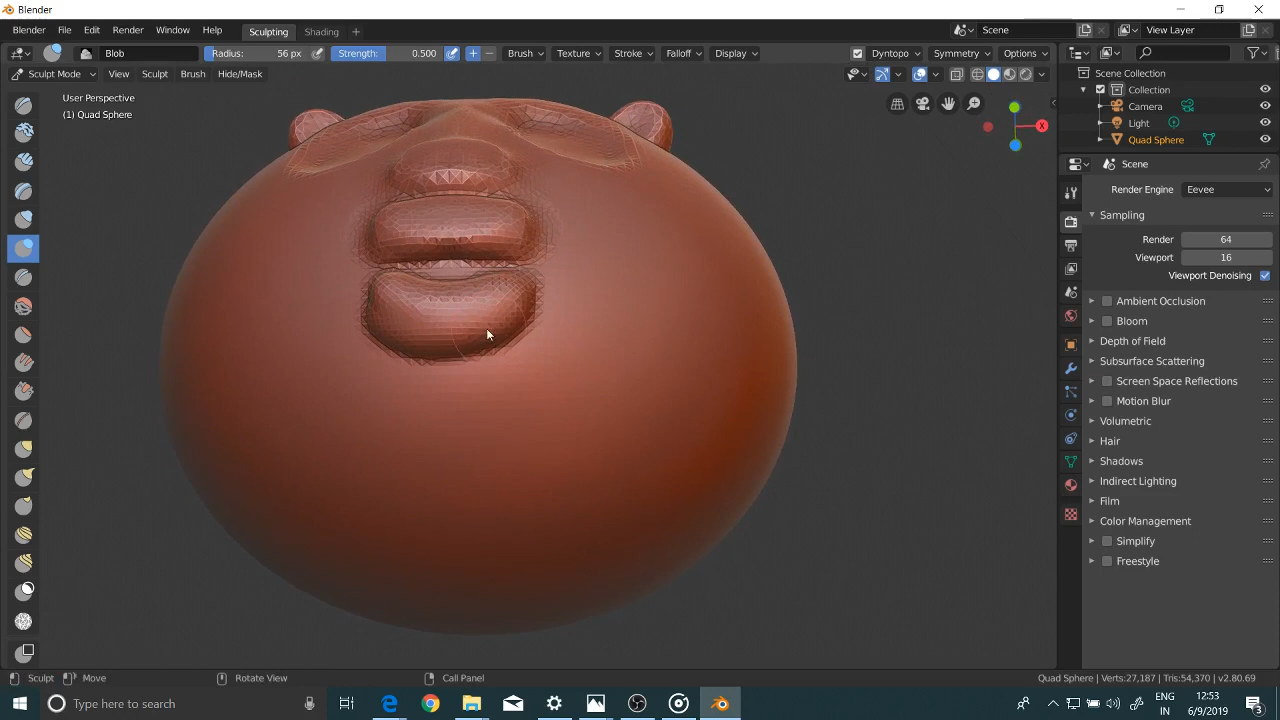 Blender
Blender File Edit Render Window Help Sculpting Shading + Scene View Layer
Blob Radius: 56 px Strength: 0.500 + − Brush Texture Stroke Falloff Display Dyntopo Symmetry Options
Sculpt Mode View Sculpt Brush Hide/Mask
Scene Collection
Collection
Camera
Light
Quad Sphere
User Perspective
(1) Quad Sphere
X
Scene
Render Engine Eevee
Sampling
Render 64
Viewport 16
Viewport Denoising
Ambient Occlusion
Bloom
Depth of Field
Subsurface Scattering
Screen Space Reflections
Motion Blur
Volumetric
Hair
Shadows
Indirect Lighting
Film
Color Management
Simplify
Freestyle
Sculpt Move Rotate View Call Panel Quad Sphere | Verts:27,187 | Tris:54,370 | v2.80.69
Type here to search
ENG
IN
12:53
6/9/2019
3